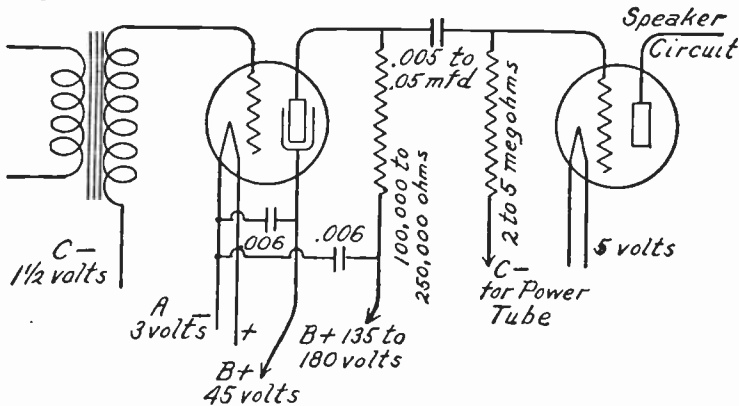 Speaker
Circuit
.005 to
.05 mfd
100,000 to
250,000 ohms
2 to 5 megohms
.006
.006
C-
1½ volts
A
3 volts - +
B+
45 volts
B+ 135 to
180 volts
C-
for Power
Tube
5 volts